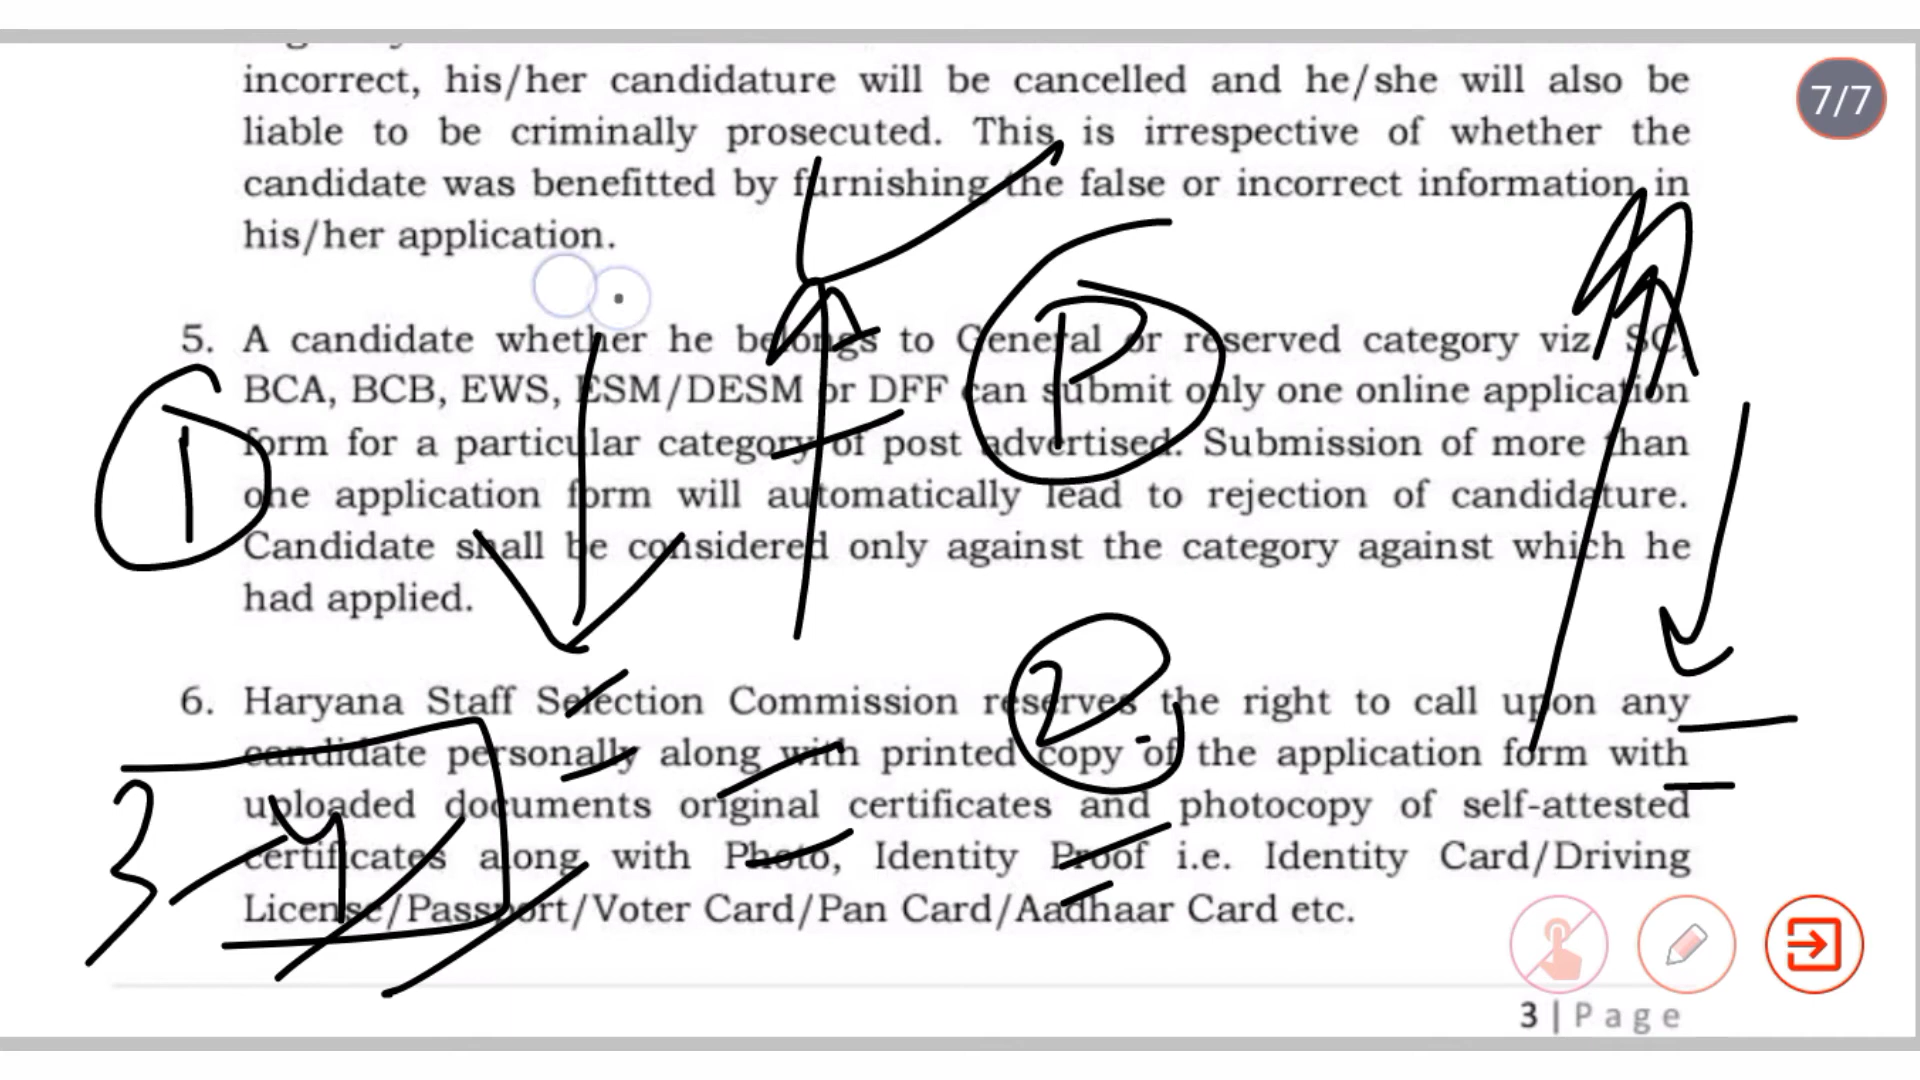 incorrect, his/her candidature will be cancelled and he/she will also be
liable to be criminally prosecuted. This is irrespective of whether the
candidate was benefitted by furnishing the false or incorrect information in
his/her application.
7/7
5. A candidate whether he belongs to General or reserved category viz SC,
BCA, BCB, EWS, ESM/DESM or DFF can submit only one online application
form for a particular category of post advertised. Submission of more than
one application form will automatically lead to rejection of candidature.
Candidate shall be considered only against the category against which he
had applied.
1
P
6. Haryana Staff Selection Commission reserves the right to call upon any
candidate personally along with printed copy of the application form with
uploaded documents original certificates and photocopy of self-attested
certificates along with Photo, Identity Proof i.e. Identity Card/Driving
License/Passport/Voter Card/Pan Card/Aadhaar Card etc.
2
3
3 | Page